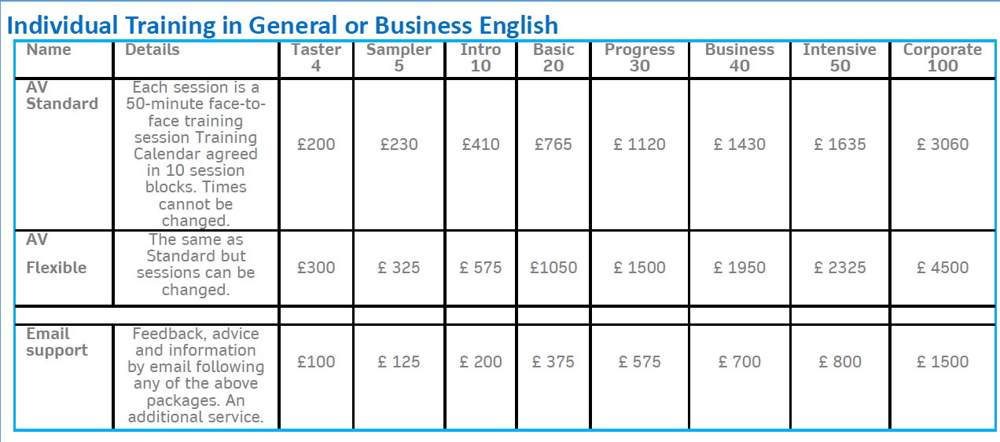 Individual Training in General or Business English
Name Details Taster 4 Sampler 5 Intro 10 Basic 20 Progress 30 Business 40 Intensive 50 Corporate 100
AV
Standard
Each session is a
50-minute face-to-
face training
session Training
Calendar agreed
in 10 session
blocks. Times
cannot be
changed.
£200 £230 £410 £765 £ 1120 £ 1430 £ 1635 £ 3060
AV
Flexible
The same as
Standard but
sessions can be
changed.
£300 £ 325 £ 575 £1050 £ 1500 £ 1950 £ 2325 £ 4500
Email
support
Feedback, advice
and information
by email following
any of the above
packages. An
additional service.
£100 £ 125 £ 200 £ 375 £ 575 £ 700 £ 800 £ 1500